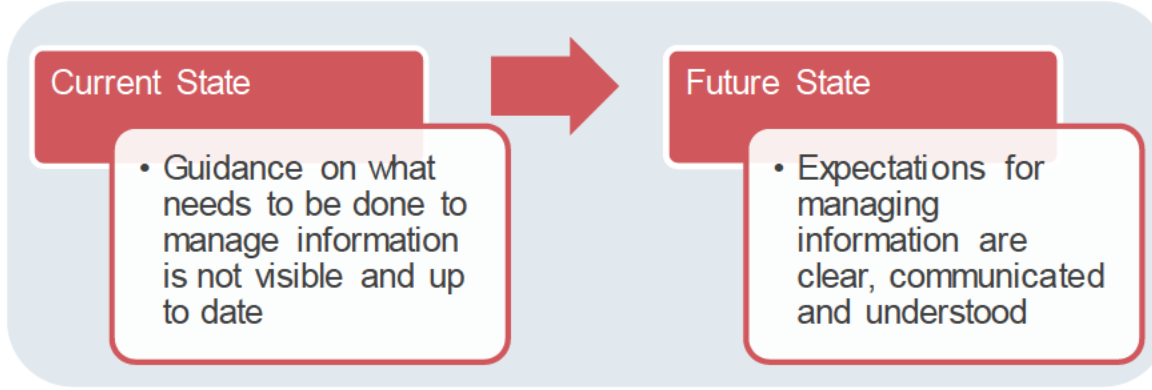 Current State
• Guidance on what
needs to be done to
manage information
is not visible and up
to date
Future State
• Expectations for
managing
information are
clear, communicated
and understood